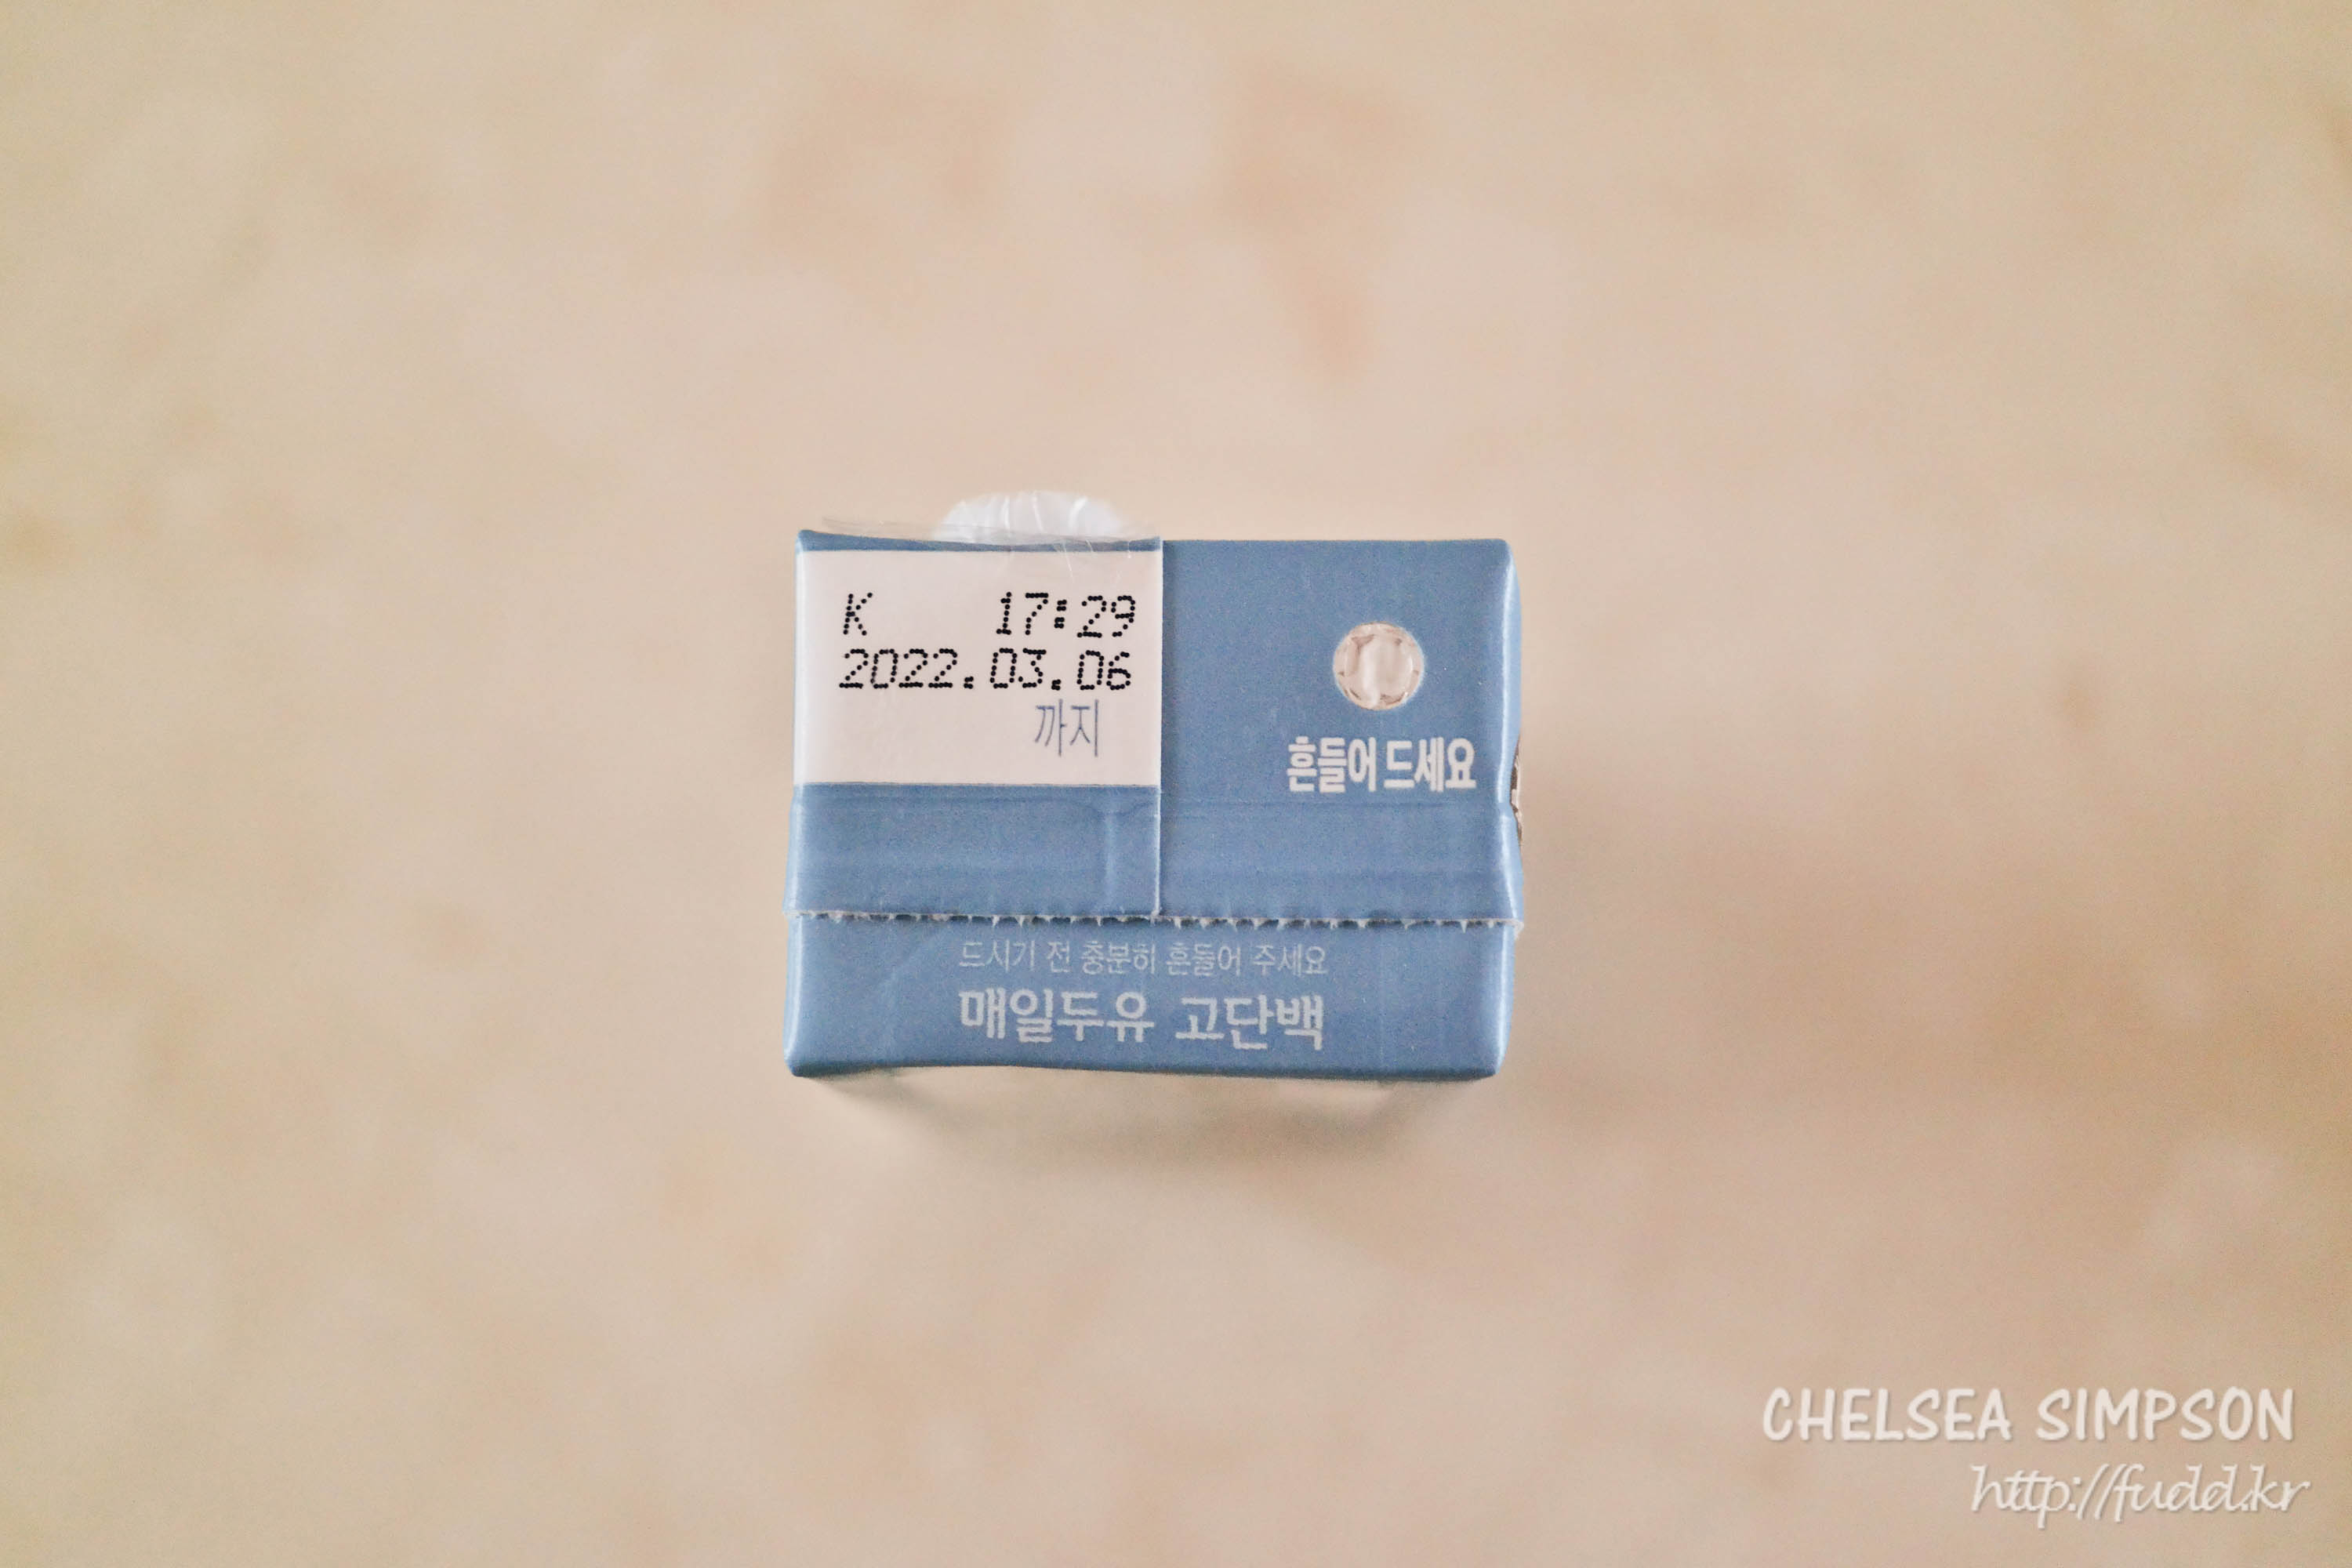 K 17:29
2022.03.06
까지
흔들어 드세요
드시기 전 충분히 흔들어 주세요
매일두유 고단백
CHELSEA SIMPSON
http://fudd.kr